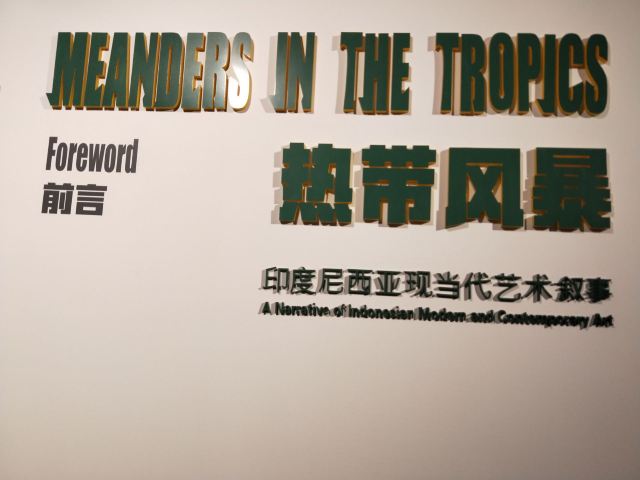 MEANDERS IN THE TROPICS
Foreword
前言
热带风暴
印度尼西亚现当代艺术叙事
A Narrative of Indonesian Modern and Contemporary Art